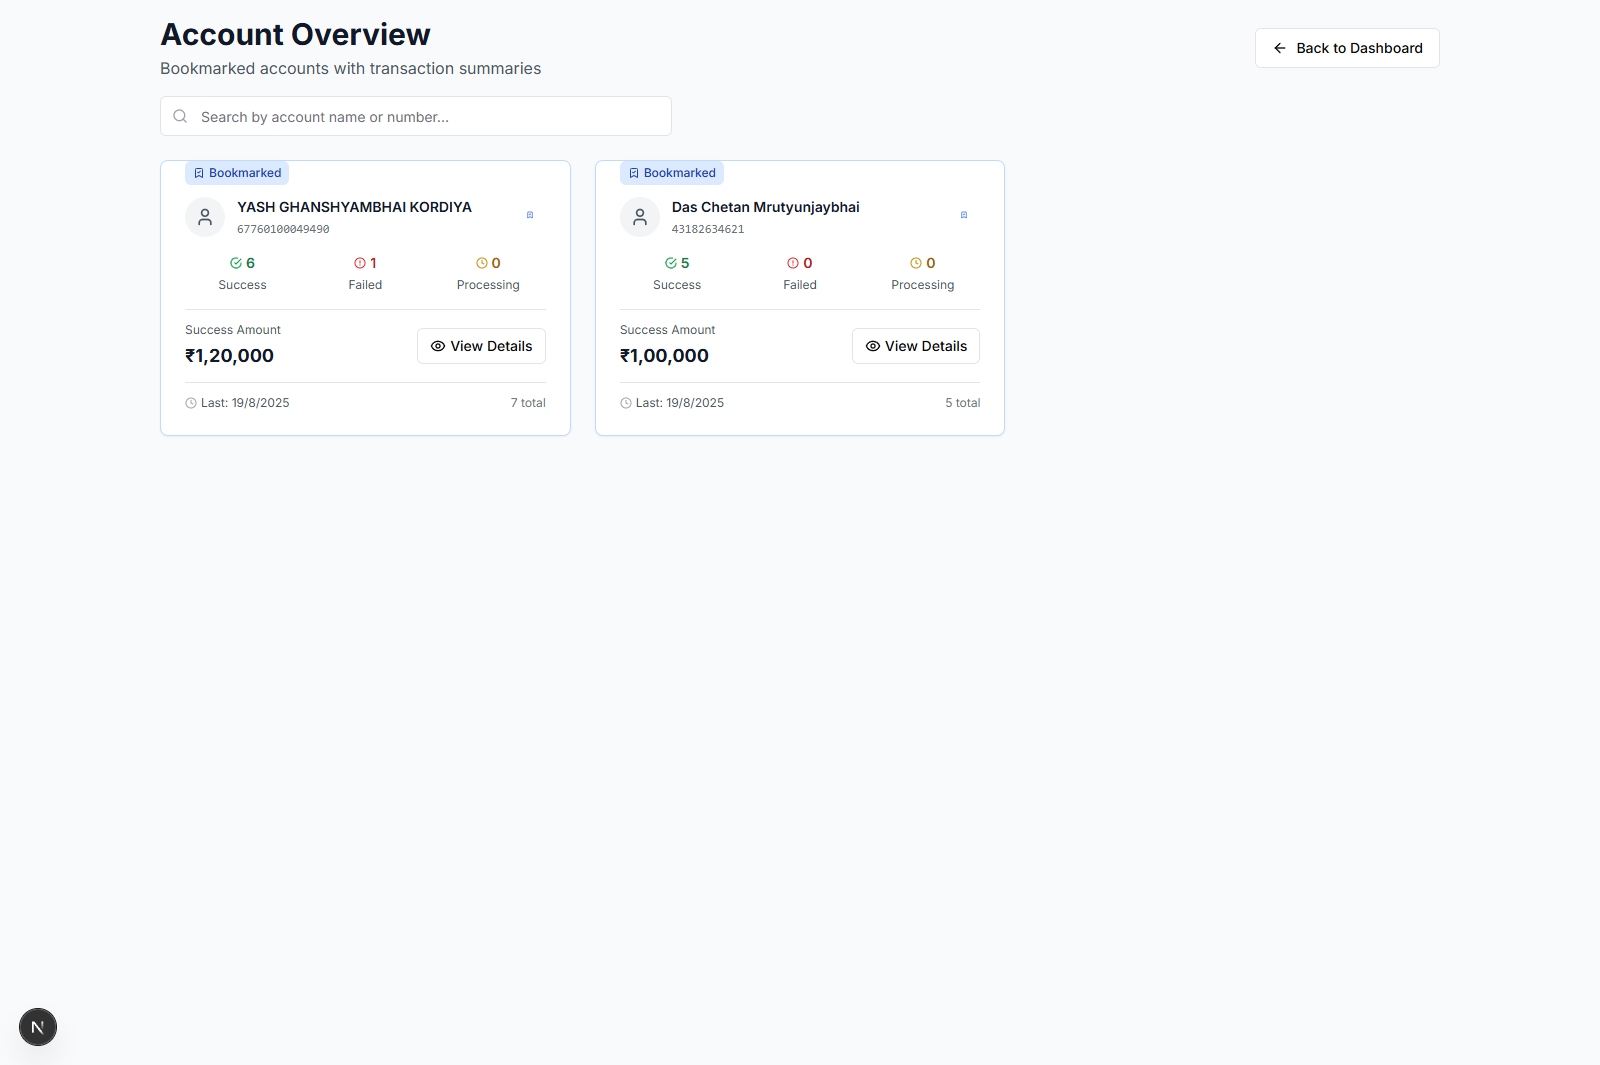 Account Overview
Bookmarked accounts with transaction summaries
Back to Dashboard
Search by account name or number...
Bookmarked
YASH GHANSHYAMBHAI KORDIYA
67760100049490
6 1 0
Success Failed Processing
Success Amount
₹1,20,000
View Details
Last: 19/8/2025 7 total
Bookmarked
Das Chetan Mrutyunjaybhai
43182634621
5 0 0
Success Failed Processing
Success Amount
₹1,00,000
View Details
Last: 19/8/2025 5 total
N